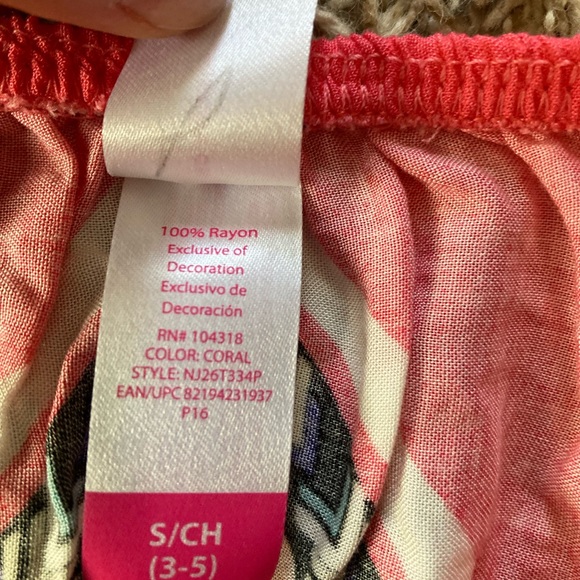 100% Rayon
Exclusive of
Decoration
Exclusivo de
Decoración
RN# 104318
COLOR: CORAL
STYLE: NJ26T334P
EAN/UPC 82194231937
P16
S/CH
(3-5)